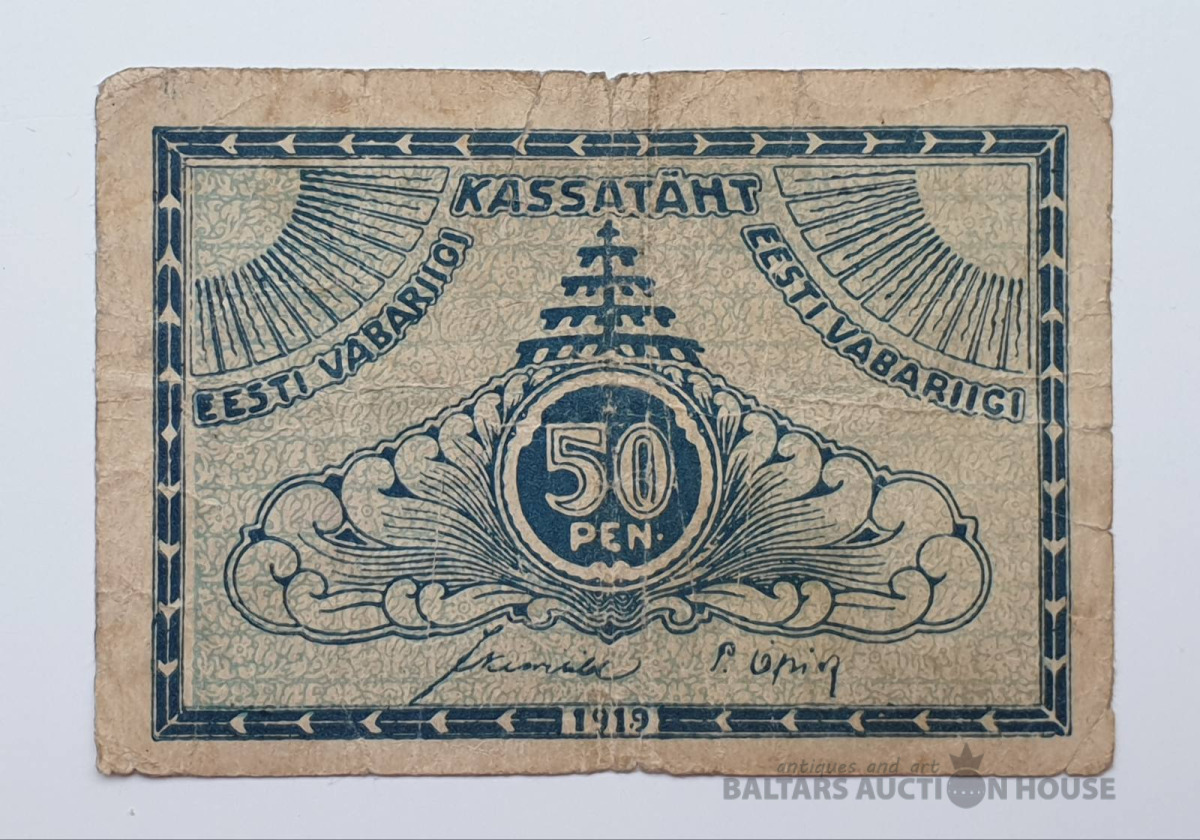 KASSATÄHT
EESTI VABARIIGI
EESTI VABARIIGI
50
PEN.
1919
antiques and art
BALTARS AUCTION HOUSE